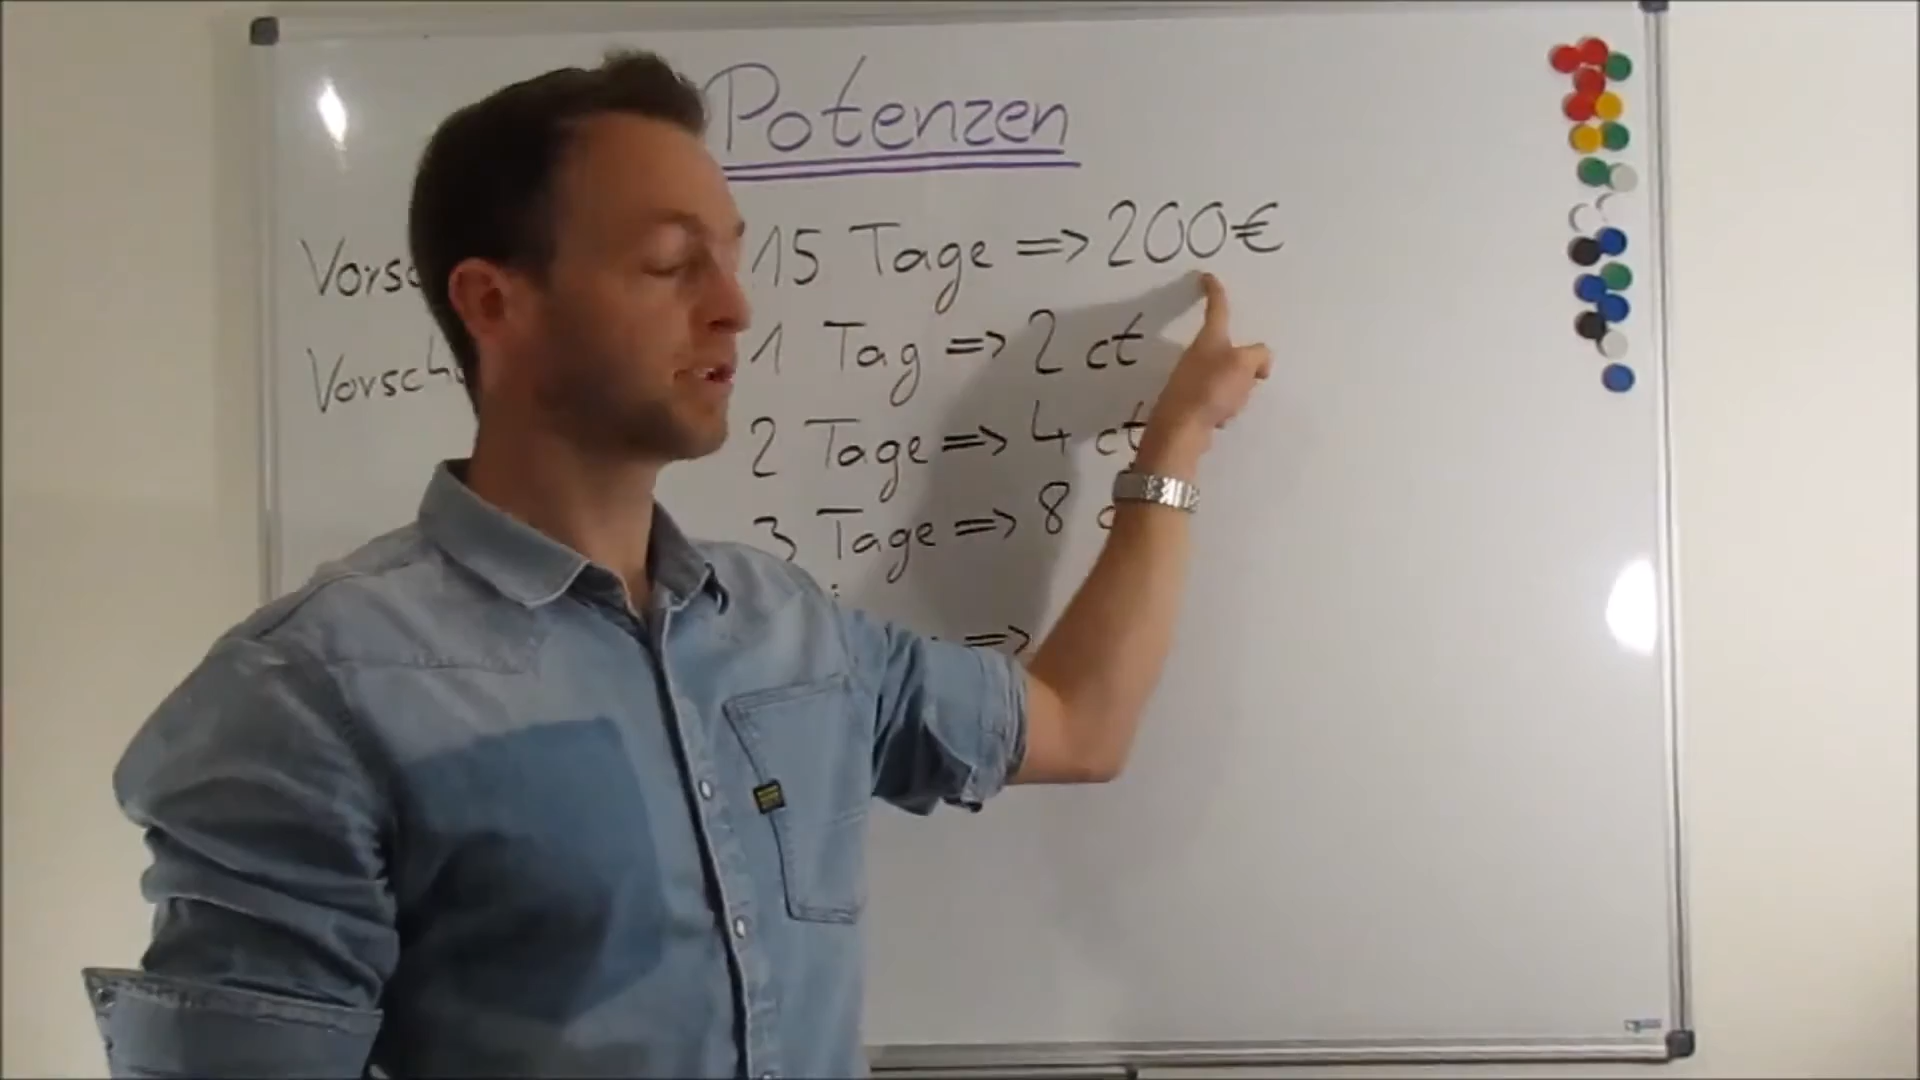 Potenzen
15 Tage => 200€
1 Tag => 2 ct
2 Tage => 4 ct
3 Tage => 8
=>